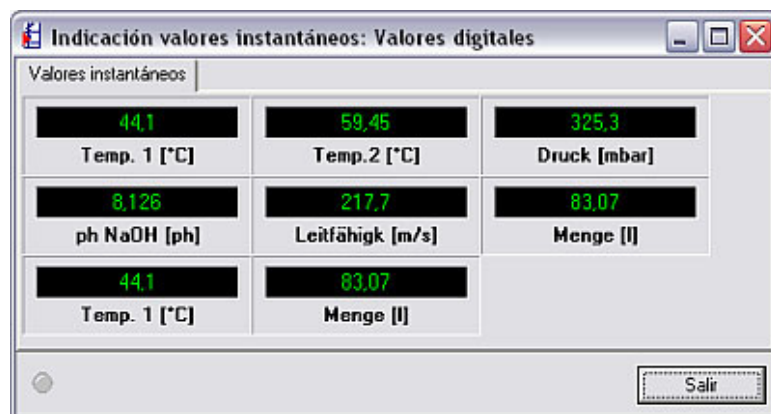 Indicación valores instantáneos: Valores digitales
Valores instantáneos
44,1 59,45 325,3
Temp. 1 [°C] Temp.2 [°C] Druck [mbar]
8,126 217,7 83,07
ph NaOH [ph] Leitfähigk [m/s] Menge [l]
44,1 83,07
Temp. 1 [°C] Menge [l]
Salir